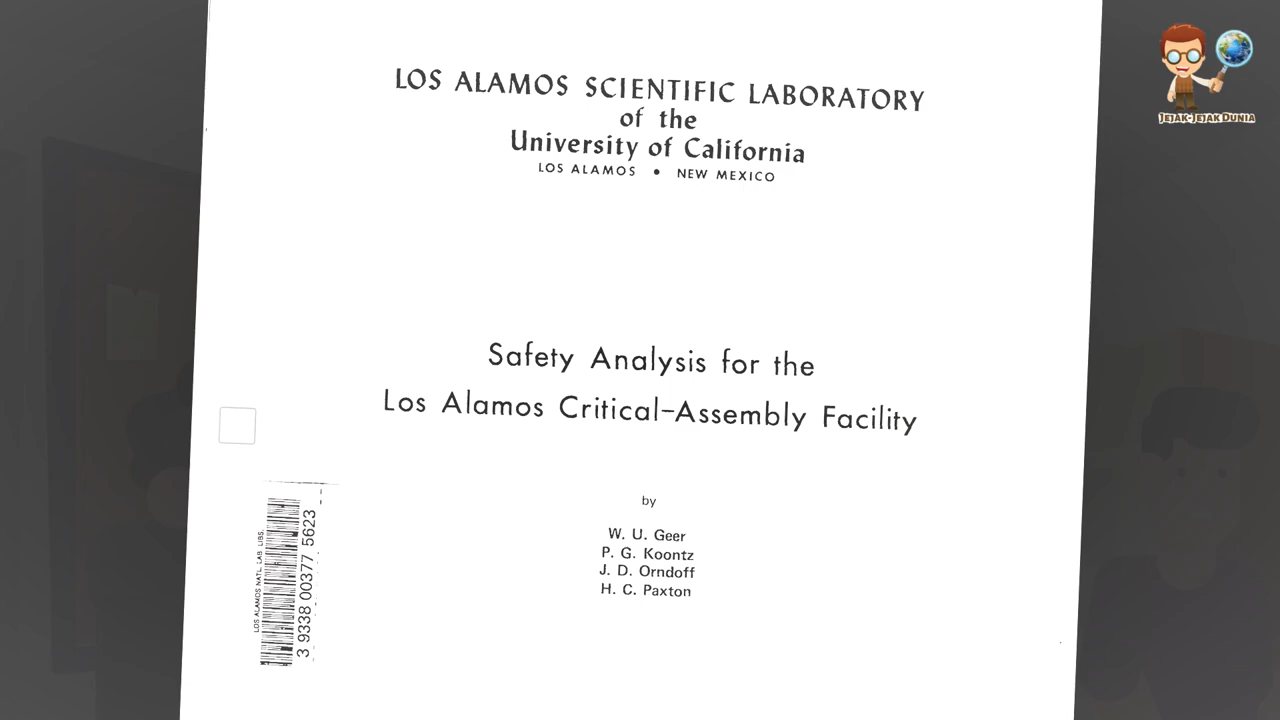 LOS ALAMOS SCIENTIFIC LABORATORY
of the
University of California
LOS ALAMOS • NEW MEXICO
Safety Analysis for the
Los Alamos Critical-Assembly Facility
by
W. U. Geer
P. G. Koontz
J. D. Orndoff
H. C. Paxton
LOS ALAMOS NATL. LAB. LIBS.
3 9338 00377 5623
JEJAK-JEJAK DUNIA